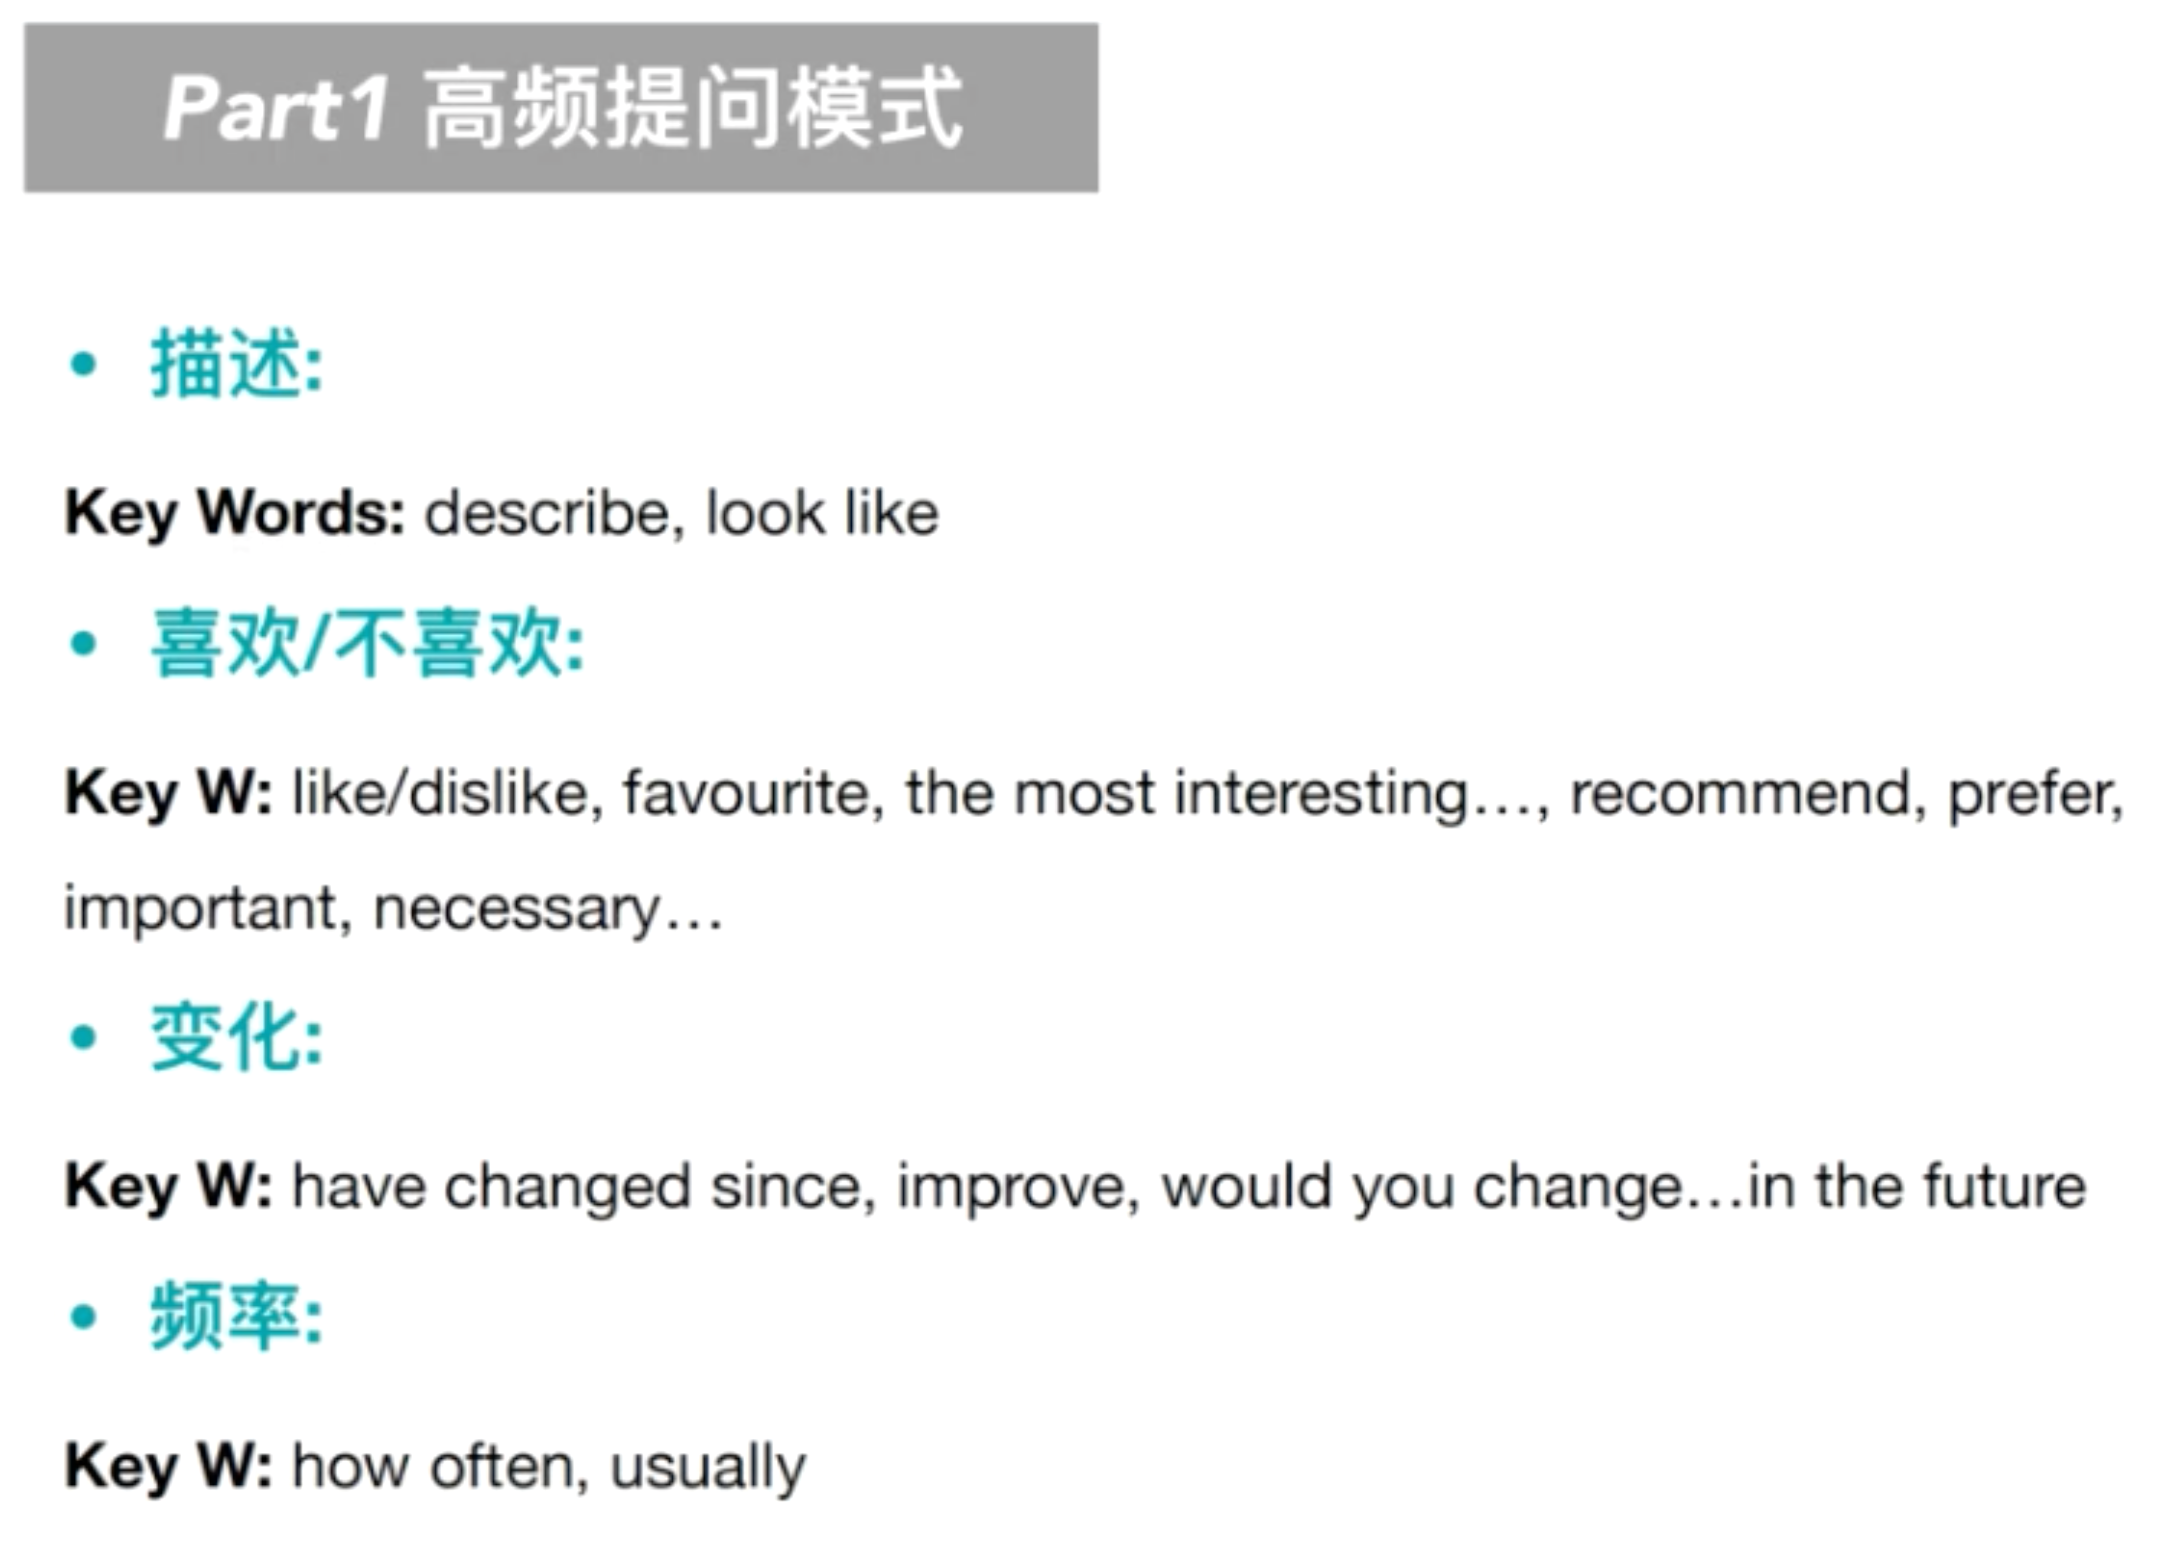 Part1 高频提问模式
• 描述:
Key Words: describe, look like
• 喜欢/不喜欢:
Key W: like/dislike, favourite, the most interesting…, recommend, prefer,
important, necessary…
• 变化:
Key W: have changed since, improve, would you change…in the future
• 频率:
Key W: how often, usually